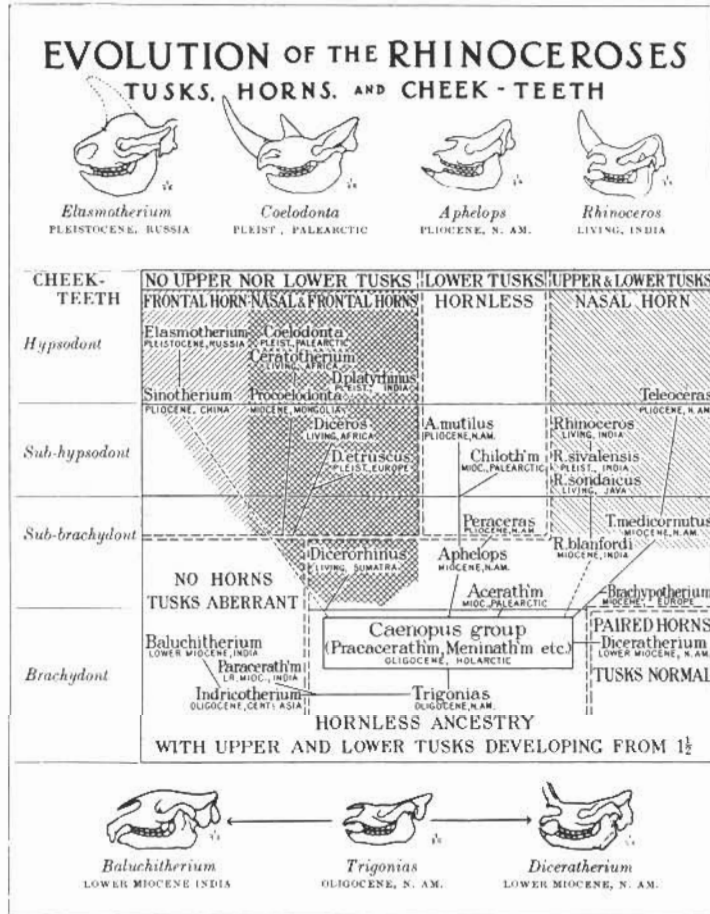 EVOLUTION OF THE RHINOCEROSES
TUSKS, HORNS, AND CHEEK-TEETH
Elasmotherium
PLEISTOCENE, RUSSIA
Coelodonta
PLEIST., PALEARCTIC
Aphelops
PLIOCENE, N. AM.
Rhinoceros
LIVING, INDIA
CHEEK-
TEETH
NO UPPER NOR LOWER TUSKS
LOWER TUSKS
UPPER & LOWER TUSKS
FRONTAL HORN
NASAL & FRONTAL HORNS
HORNLESS
NASAL HORN
Hypsodont
Elasmotherium
PLEISTOCENE, RUSSIA
Coelodonta
PLEIST., PALEARCTIC
Ceratotherium
LIVING, AFRICA
D.platyrhinus
PLEIST., INDIA
Sinotherium
PLIOCENE, CHINA
Procoelodonta
MIOCENE, MONGOLIA
Teleoceras
PLIOCENE, N. AM.
Sub-hypsodont
Diceros
LIVING, AFRICA
D.etruscus
PLEIST., EUROPE
A.mutilus
PLIOCENE, N.AM.
Chiloth'm
MIOC., PALEARCTIC
Rhinoceros
LIVING, INDIA
R.sivalensis
PLEIST., INDIA
R.sondaicus
LIVING, JAVA
Sub-brachydont
Peraceras
PLIOCENE, N.AM.
T.medicornutus
MIOCENE, N.AM.
Dicerorhinus
LIVING, SUMATRA
Aphelops
MIOCENE, N.AM.
R.blanfordi
MIOCENE, INDIA
NO HORNS
TUSKS ABERRANT
Acerath'm
MIOC., PALEARCTIC
Brachypotherium
MIOCENE, EUROPE
Brachydont
Caenopus group
(Praeacerath'm, Meninath'm etc.)
OLIGOCENE, HOLARCTIC
PAIRED HORNS
Diceratherium
LOWER MIOCENE, N. AM.
TUSKS NORMAL
Baluchitherium
LOWER MIOCENE, INDIA
Paracerath'm
LR. MIOC., INDIA
Indricotherium
OLIGOCENE, CENT. ASIA
Trigonias
OLIGOCENE, N.AM.
HORNLESS ANCESTRY
WITH UPPER AND LOWER TUSKS DEVELOPING FROM 1½
Baluchitherium
LOWER MIOCENE INDIA
Trigonias
OLIGOCENE, N. AM.
Diceratherium
LOWER MIOCENE, N. AM.